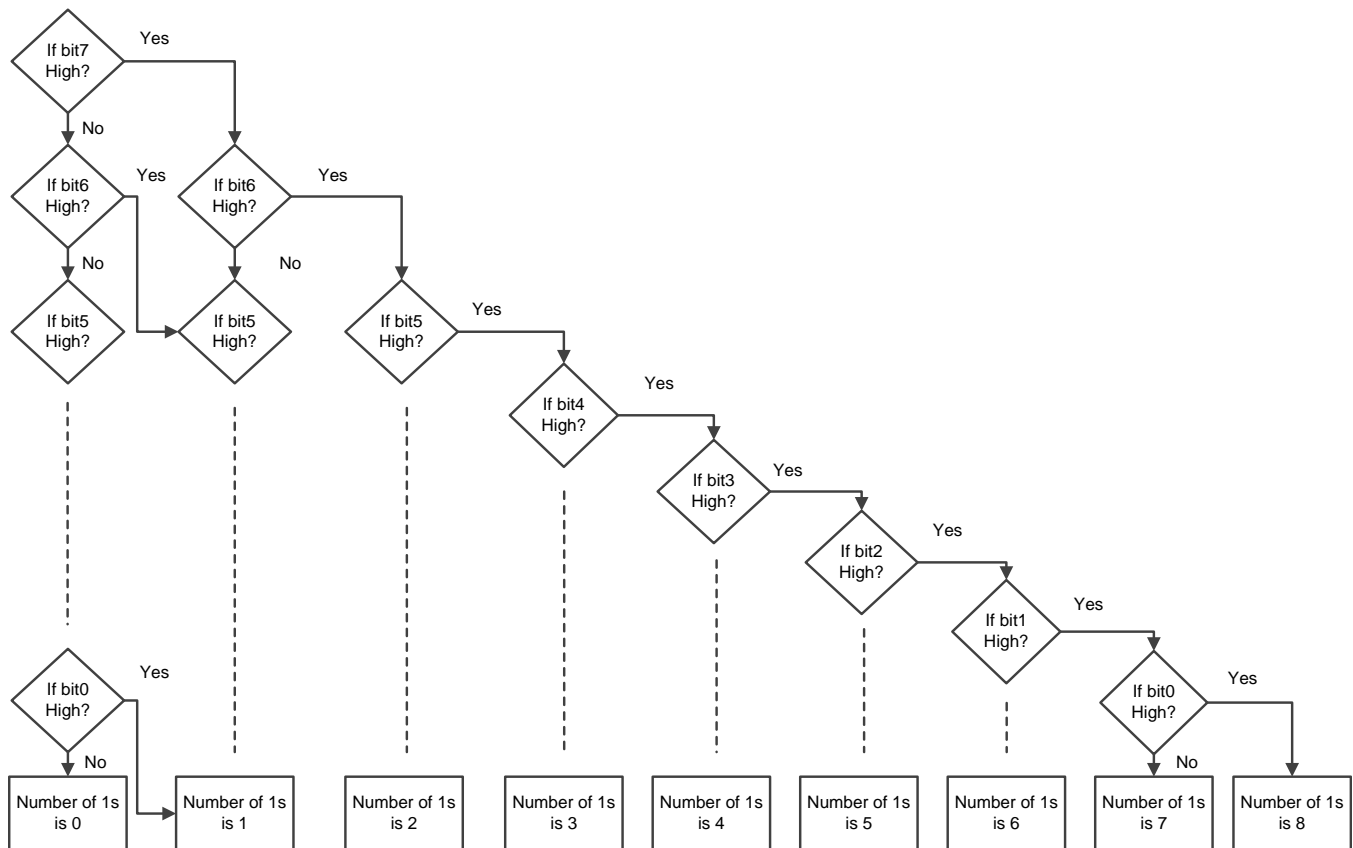 If bit7
High?
Yes
No
If bit6
High?
Yes
If bit6
High?
Yes
No
No
If bit5
High?
If bit5
High?
If bit5
High?
Yes
If bit4
High?
Yes
If bit3
High?
Yes
If bit2
High?
Yes
If bit1
High?
Yes
If bit0
High?
Yes
If bit0
High?
Yes
No
No
Number of 1s
is 0
Number of 1s
is 1
Number of 1s
is 2
Number of 1s
is 3
Number of 1s
is 4
Number of 1s
is 5
Number of 1s
is 6
Number of 1s
is 7
Number of 1s
is 8